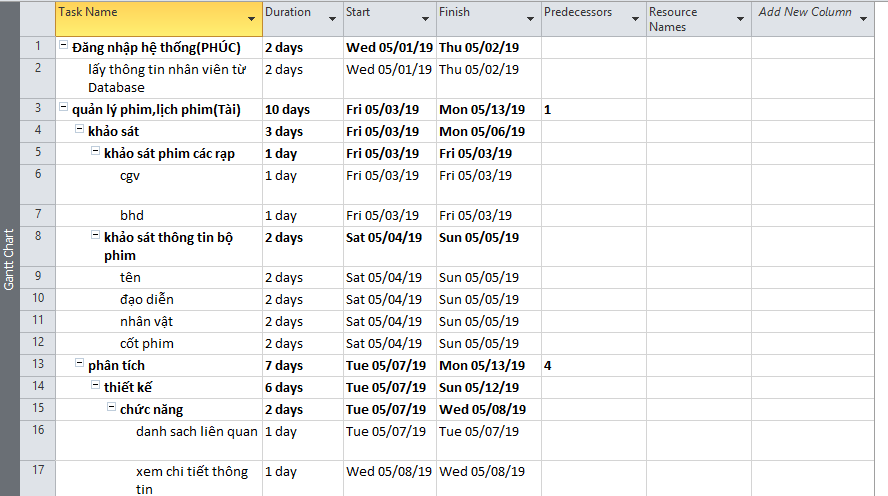 Task Name Duration Start Finish Predecessors Resource Names Add New Column
1 Đăng nhập hệ thống(PHÚC) 2 days Wed 05/01/19 Thu 05/02/19
2 lấy thông tin nhân viên từ Database 2 days Wed 05/01/19 Thu 05/02/19
3 quản lý phim,lịch phim(Tài) 10 days Fri 05/03/19 Mon 05/13/19 1
4 khảo sát 3 days Fri 05/03/19 Mon 05/06/19
5 khảo sát phim các rạp 1 day Fri 05/03/19 Fri 05/03/19
6 cgv 1 day Fri 05/03/19 Fri 05/03/19
7 bhd 1 day Fri 05/03/19 Fri 05/03/19
8 khảo sát thông tin bộ phim 2 days Sat 05/04/19 Sun 05/05/19
9 tên 2 days Sat 05/04/19 Sun 05/05/19
10 đạo diễn 2 days Sat 05/04/19 Sun 05/05/19
11 nhân vật 2 days Sat 05/04/19 Sun 05/05/19
12 cốt phim 2 days Sat 05/04/19 Sun 05/05/19
13 phân tích 7 days Tue 05/07/19 Mon 05/13/19 4
14 thiết kế 6 days Tue 05/07/19 Sun 05/12/19
15 chức năng 2 days Tue 05/07/19 Wed 05/08/19
16 danh sach liên quan 1 day Tue 05/07/19 Tue 05/07/19
17 xem chi tiết thông tin 1 day Wed 05/08/19 Wed 05/08/19
Gantt Chart